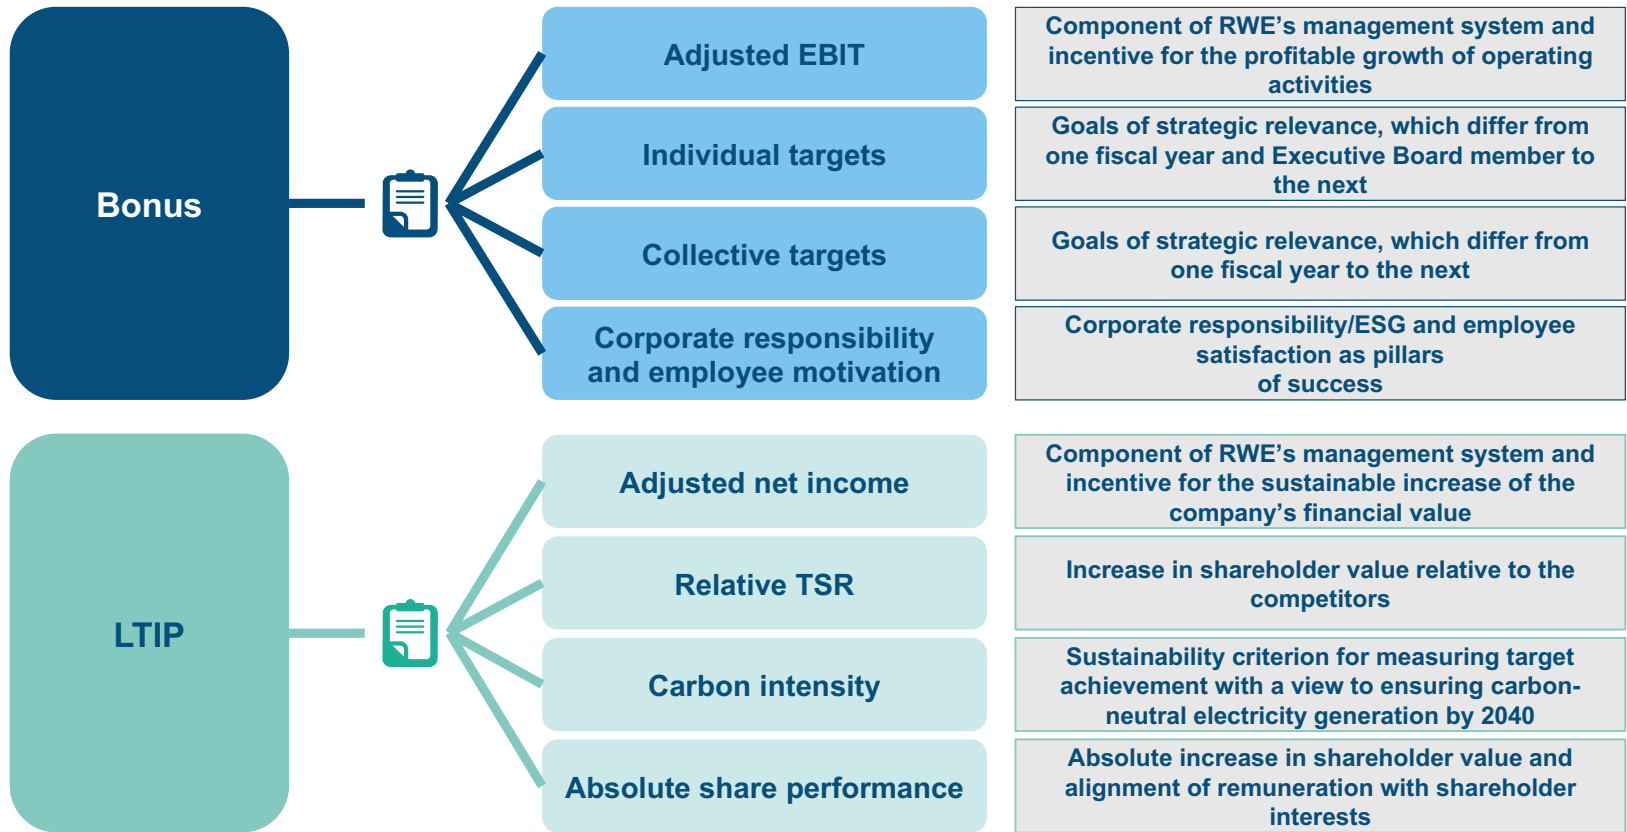 Bonus
Adjusted EBIT
Component of RWE’s management system and
incentive for the profitable growth of operating
activities
Individual targets
Goals of strategic relevance, which differ from
one fiscal year and Executive Board member to
the next
Collective targets
Goals of strategic relevance, which differ from
one fiscal year to the next
Corporate responsibility
and employee motivation
Corporate responsibility/ESG and employee
satisfaction as pillars
of success
LTIP
Adjusted net income
Component of RWE’s management system and
incentive for the sustainable increase of the
company’s financial value
Relative TSR
Increase in shareholder value relative to the
competitors
Carbon intensity
Sustainability criterion for measuring target
achievement with a view to ensuring carbon-
neutral electricity generation by 2040
Absolute share performance
Absolute increase in shareholder value and
alignment of remuneration with shareholder
interests